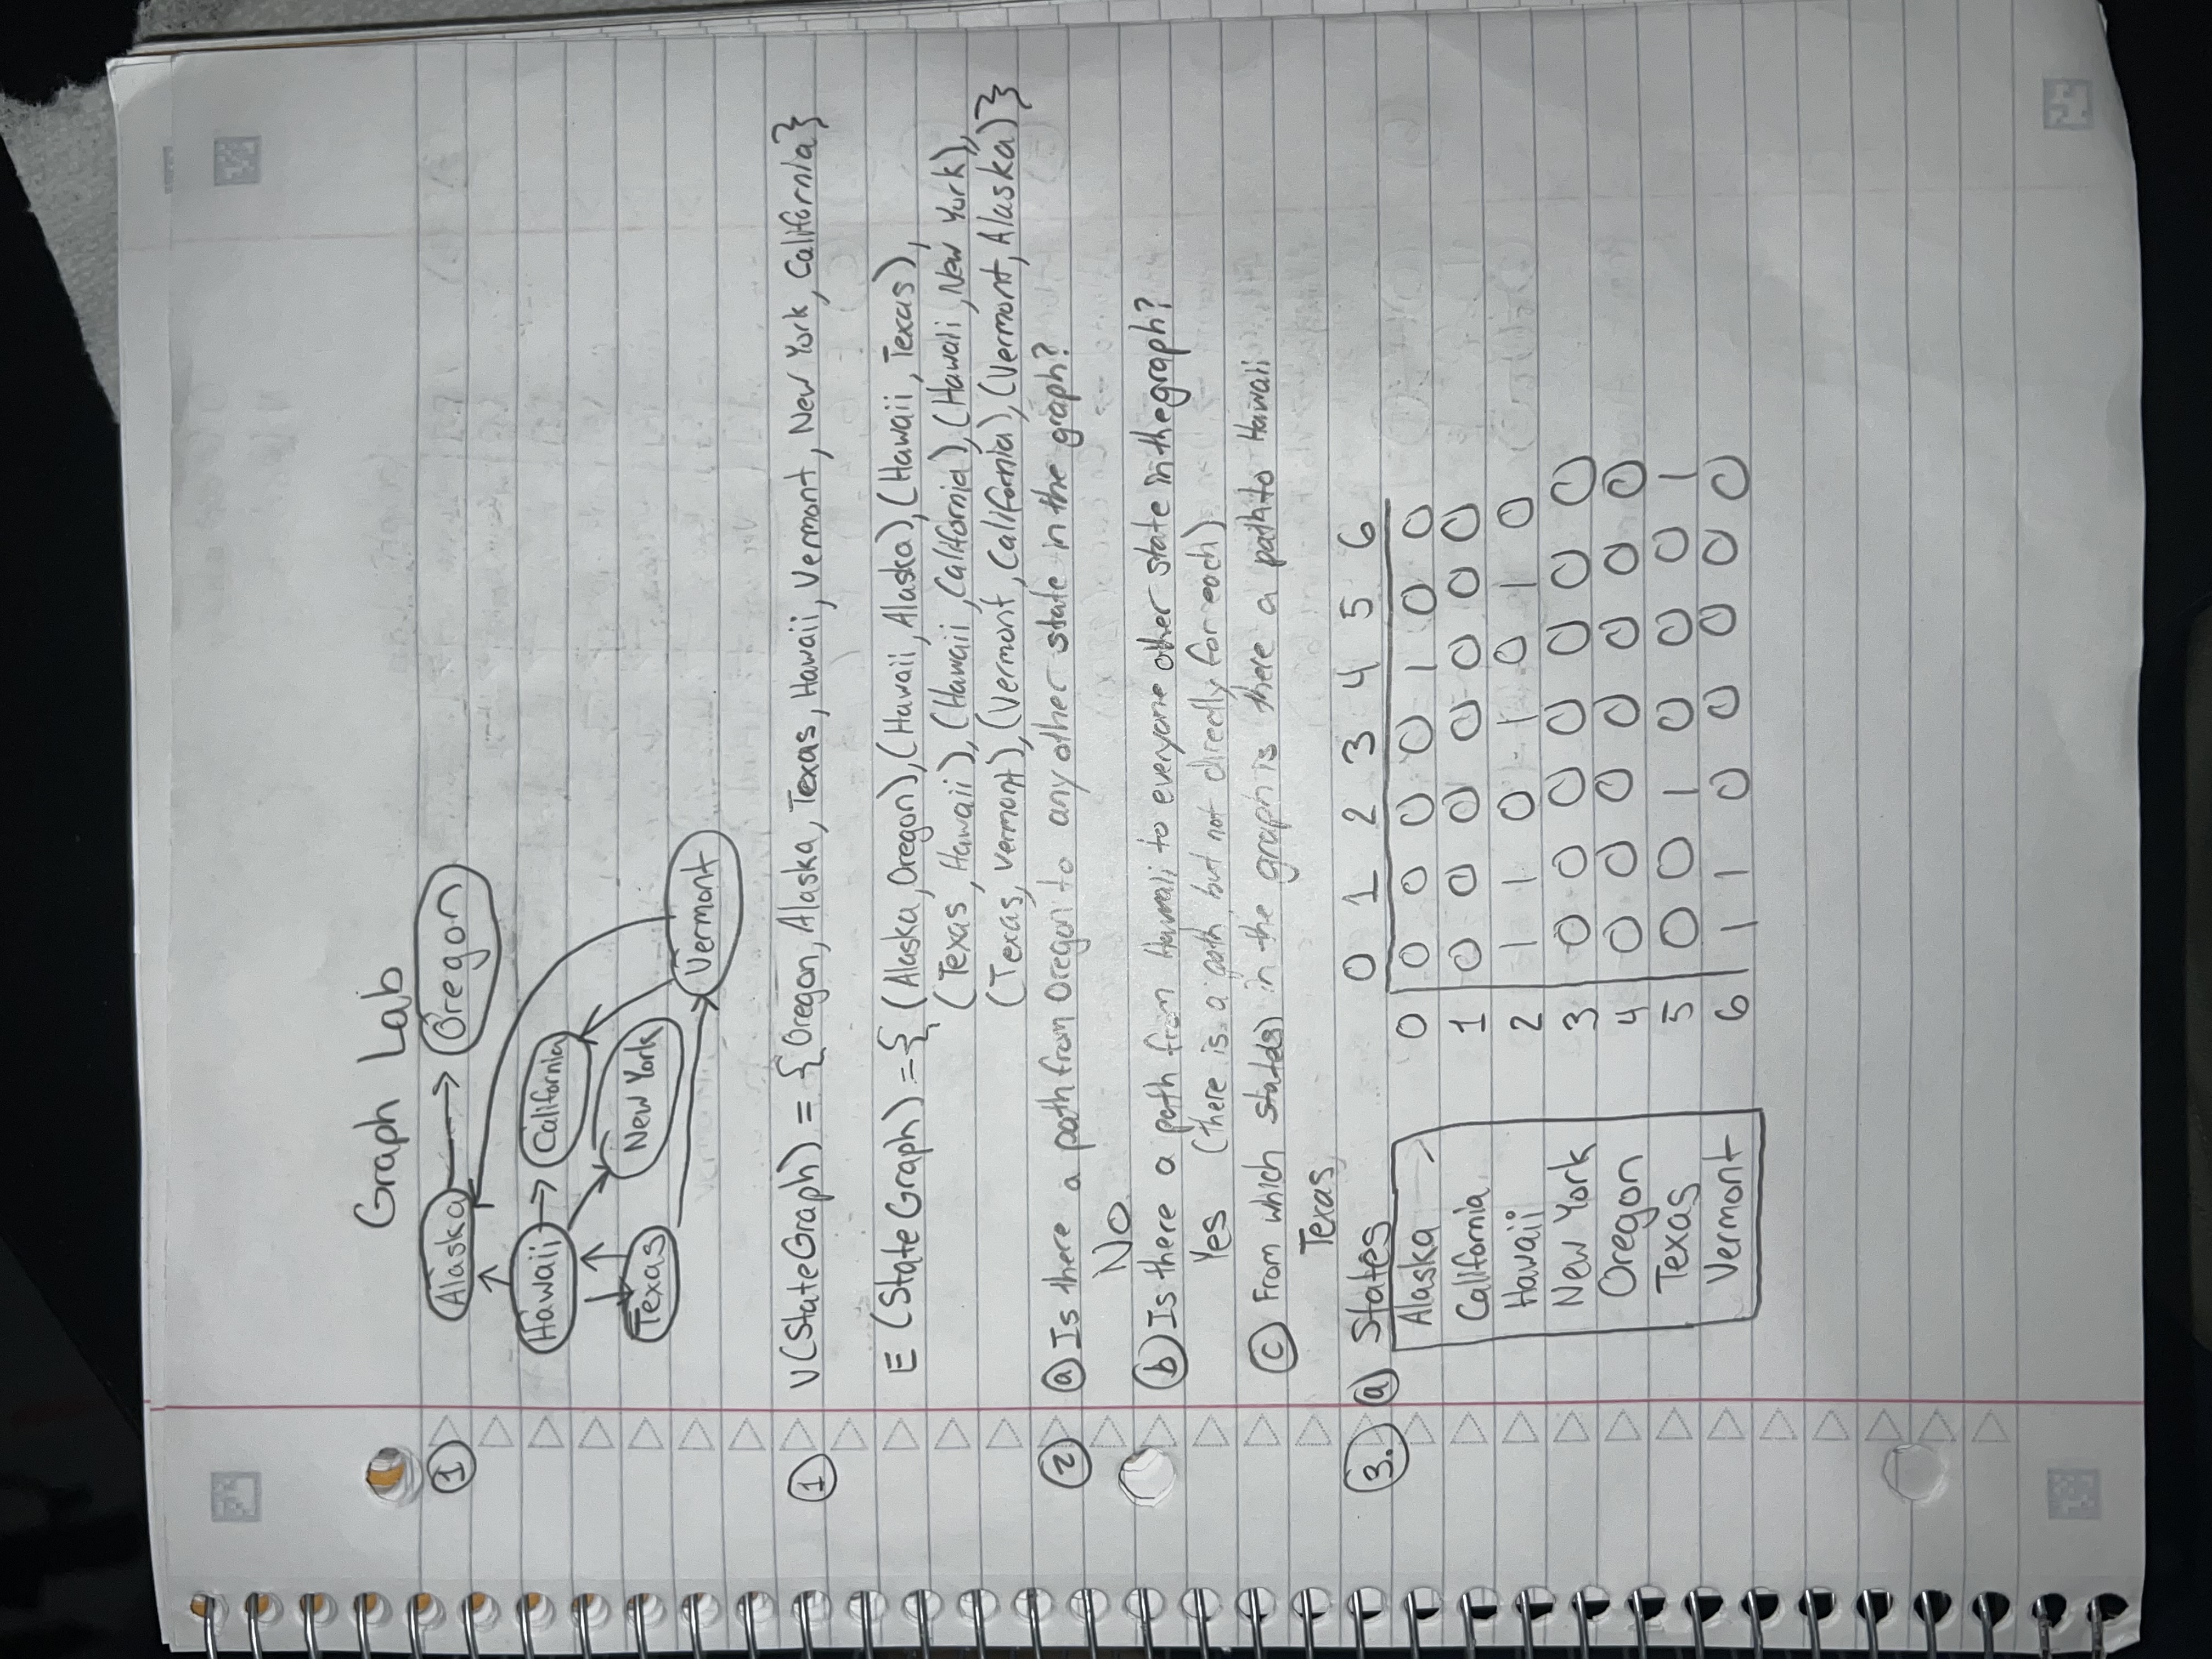 Graph Lab
1 Alaska Oregon
Hawaii California
Texas New York
Vermont
1 V(StateGraph) = {Oregon, Alaska, Texas, Hawaii, Vermont, New York, California}
E (StateGraph) = { (Alaska, Oregon), (Hawaii, Alaska), (Hawaii, Texas),
(Texas, Hawaii), (Hawaii, California), (Hawaii, New York),
(Texas, Vermont), (Vermont, California), (Vermont, Alaska) }
2 a Is there a path from Oregon to any other state in the graph?
No
b Is there a path from Hawaii to everyone other state in the graph?
Yes (there is a path, but not directly for each)
c From which state(s) in the graph is there a path to Hawaii
Texas
3. a States 0 1 2 3 4 5 6
Alaska 0 0 0 0 0 1 0 0
California 1 0 0 0 0 0 0 0
Hawaii 2 1 1 0 1 0 1 0
New York 3 0 0 0 0 0 0 0
Oregon 4 0 0 0 0 0 0 0
Texas 5 0 0 1 0 0 0 1
Vermont 6 1 1 0 0 0 0 0